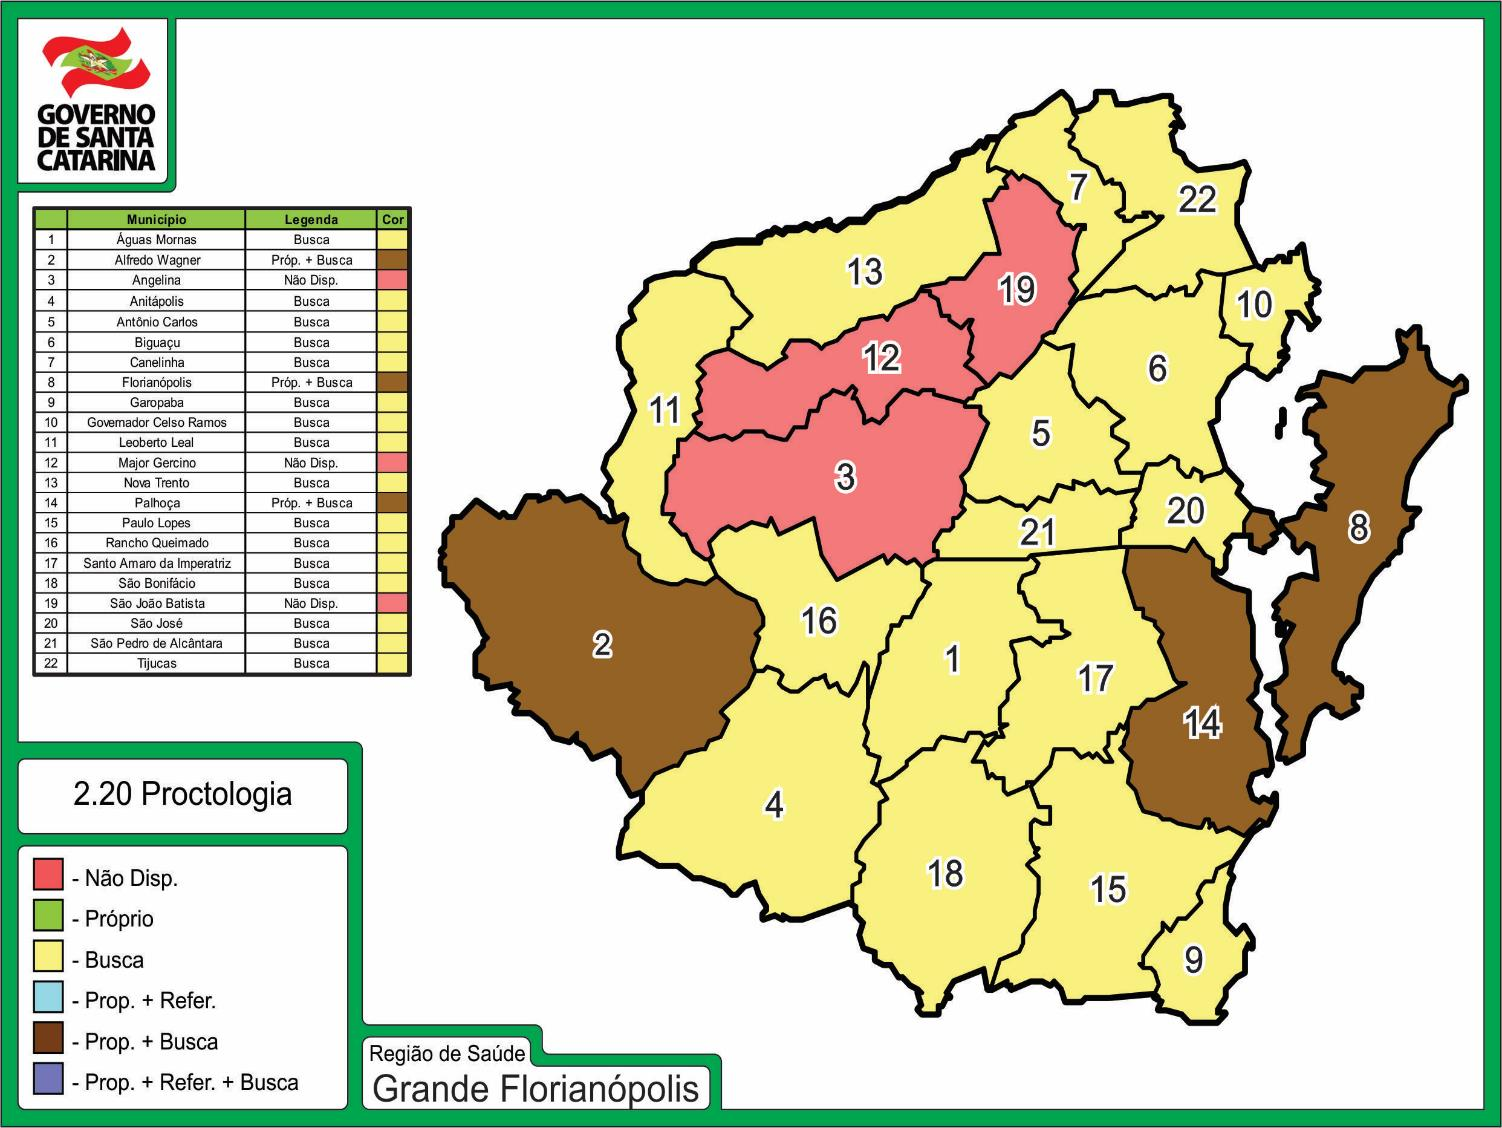 GOVERNO
DE SANTA
CATARINA
Município Legenda Cor
1 Águas Mornas Busca
2 Alfredo Wagner Próp. + Busca
3 Angelina Não Disp.
4 Anitápolis Busca
5 Antônio Carlos Busca
6 Biguaçu Busca
7 Canelinha Busca
8 Florianópolis Próp. + Busca
9 Garopaba Busca
10 Governador Celso Ramos Busca
11 Leoberto Leal Busca
12 Major Gercino Não Disp.
13 Nova Trento Busca
14 Palhoça Próp. + Busca
15 Paulo Lopes Busca
16 Rancho Queimado Busca
17 Santo Amaro da Imperatriz Busca
18 São Bonifácio Busca
19 São João Batista Não Disp.
20 São José Busca
21 São Pedro de Alcântara Busca
22 Tijucas Busca
7
22
13
19
10
12
6
11
5
3
20
8
21
16
2
1
17
14
4
18
15
9
2.20 Proctologia
- Não Disp.
- Próprio
- Busca
- Prop. + Refer.
- Prop. + Busca
- Prop. + Refer. + Busca
Região de Saúde
Grande Florianópolis